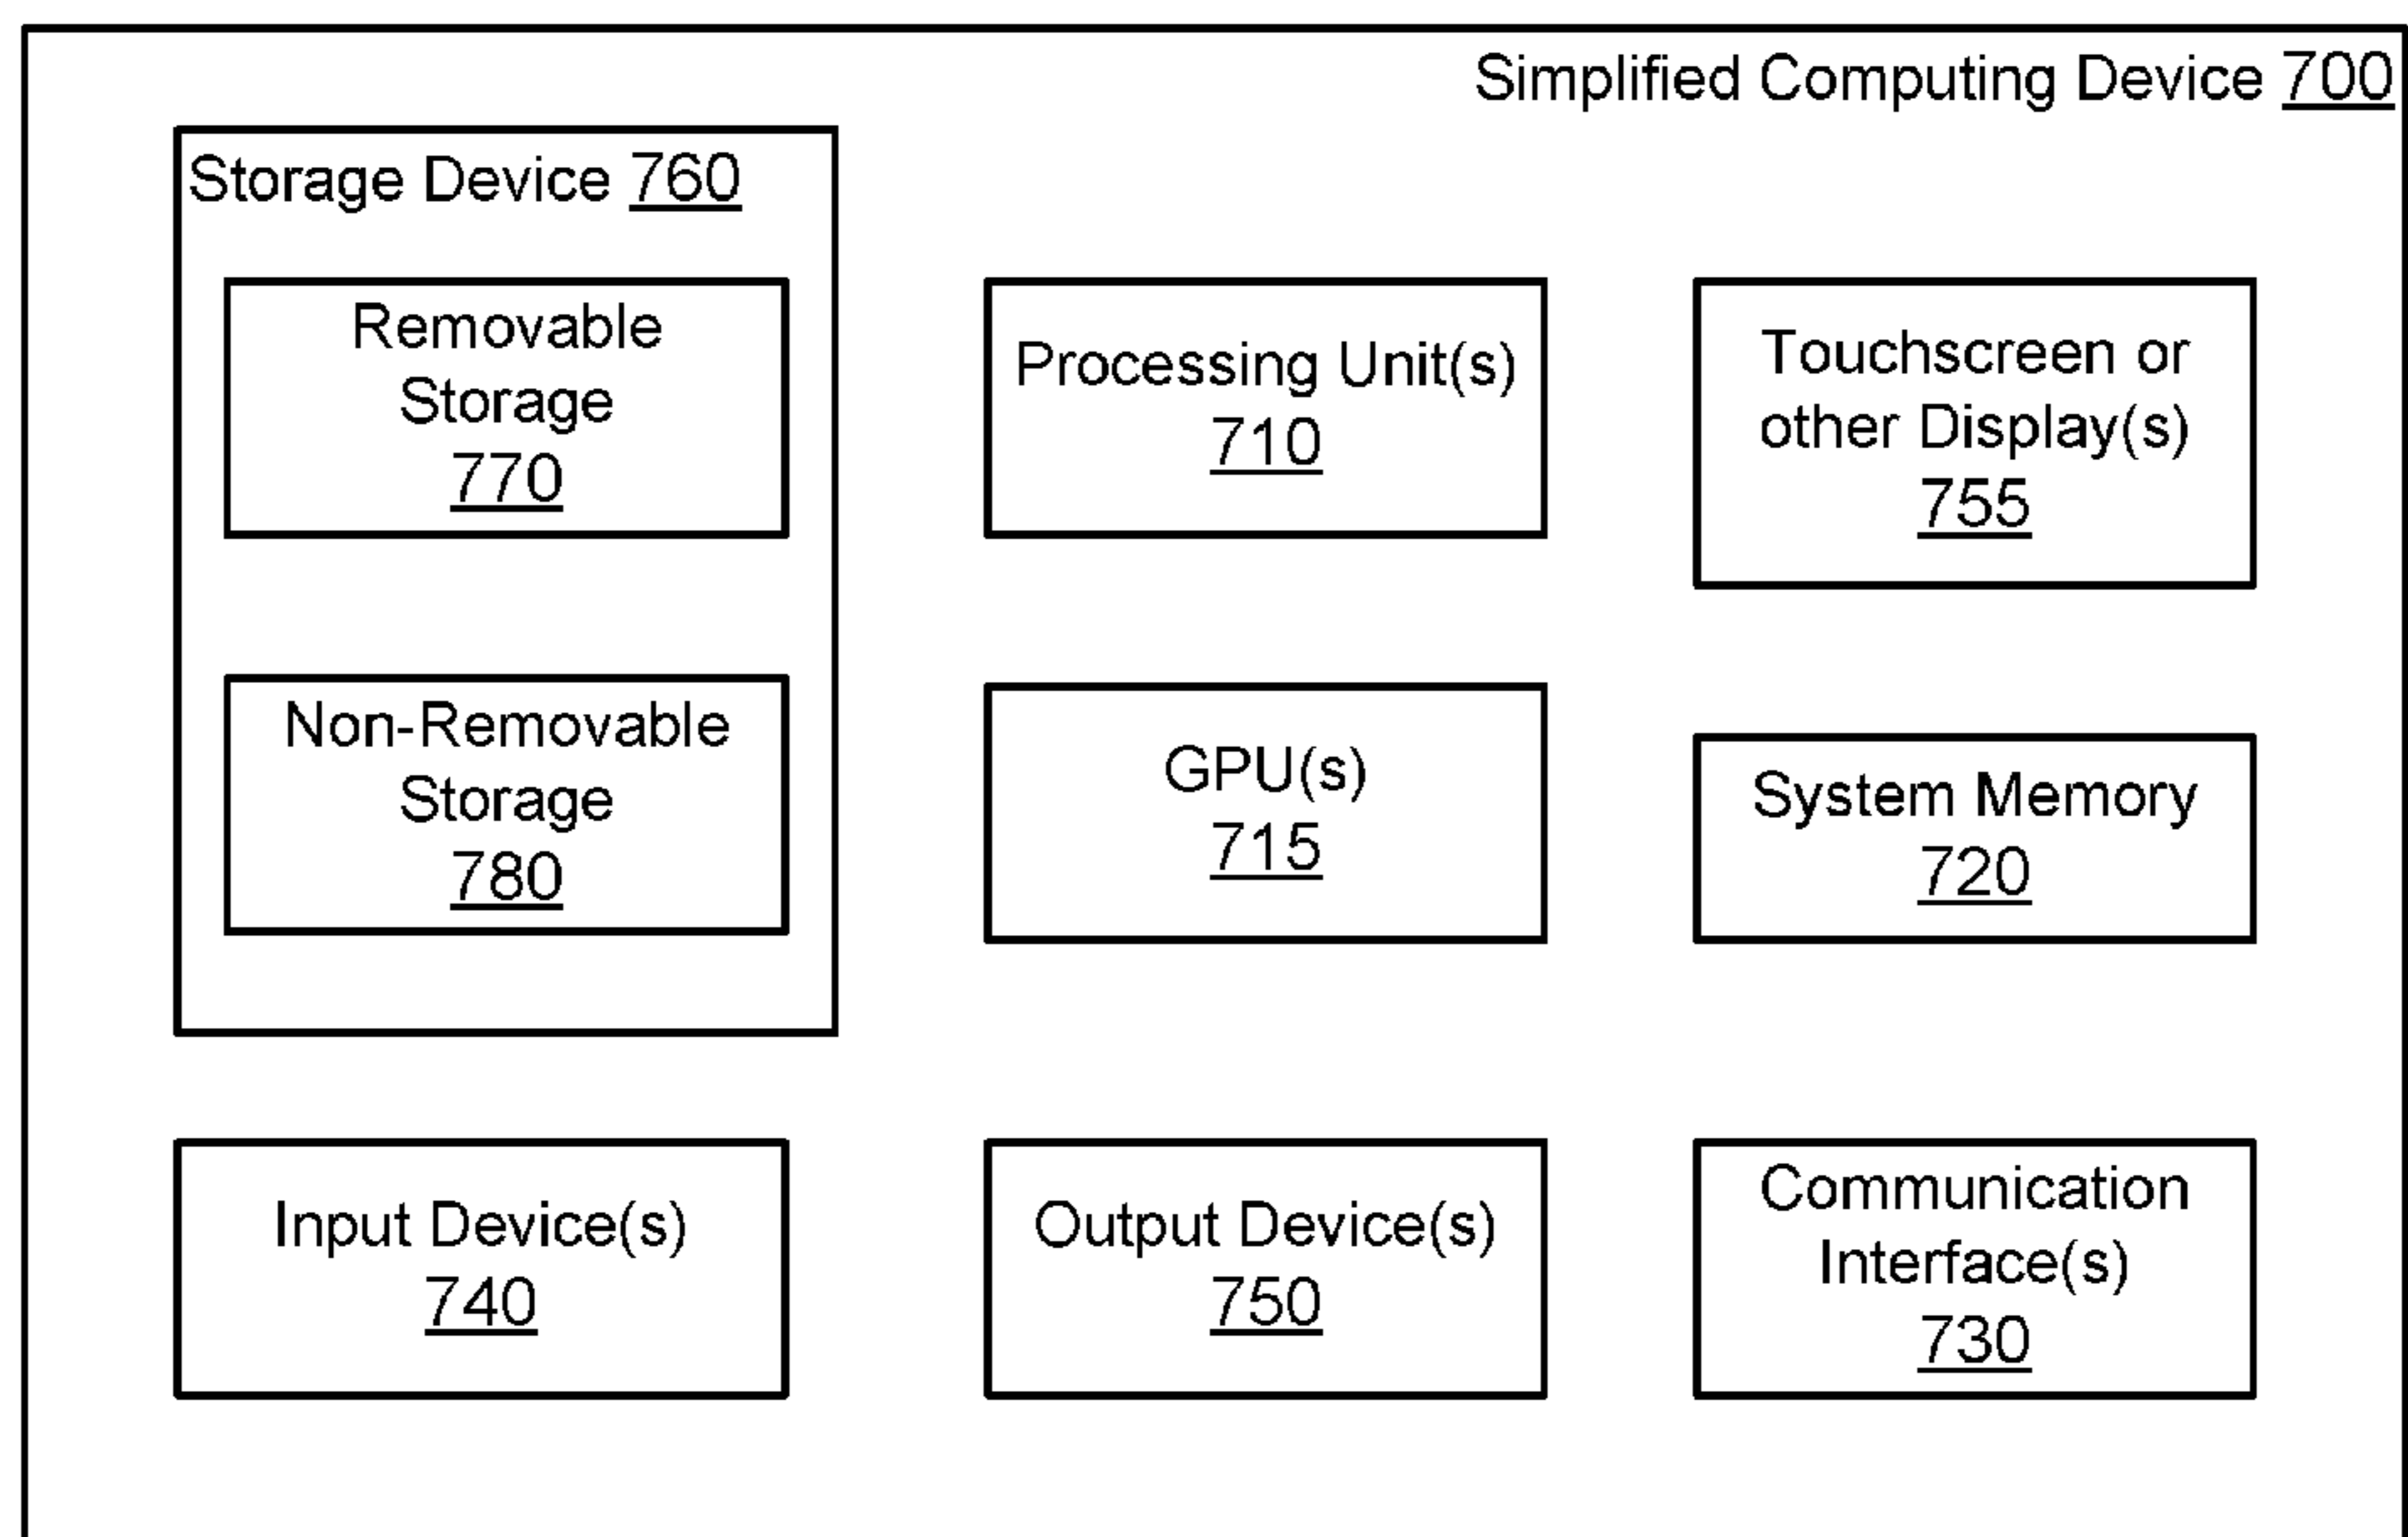 Simplified Computing Device 700
Storage Device 760
Removable
Storage
770
Processing Unit(s)
710
Touchscreen or
other Display(s)
755
Non-Removable
Storage
780
GPU(s)
715
System Memory
720
Input Device(s)
740
Output Device(s)
750
Communication
Interface(s)
730